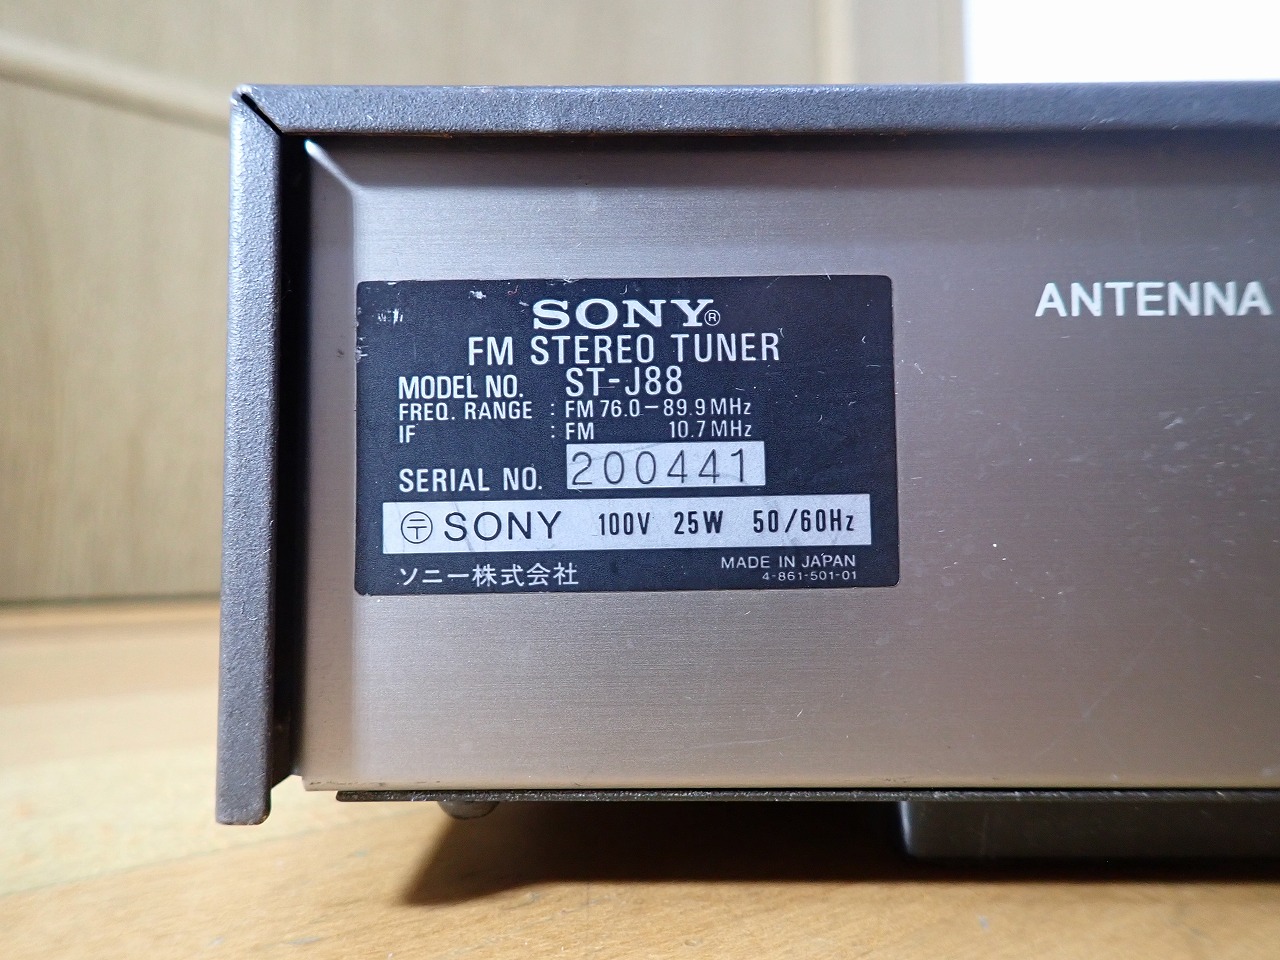 SONY®
FM STEREO TUNER
MODEL NO. ST-J88
FREQ. RANGE : FM 76.0－89.9 MHz
IF : FM 10.7 MHz
SERIAL NO. 200441
〶 SONY 100V 25W 50/60Hz
ソニー株式会社 MADE IN JAPAN
4-861-501-01
ANTENNA